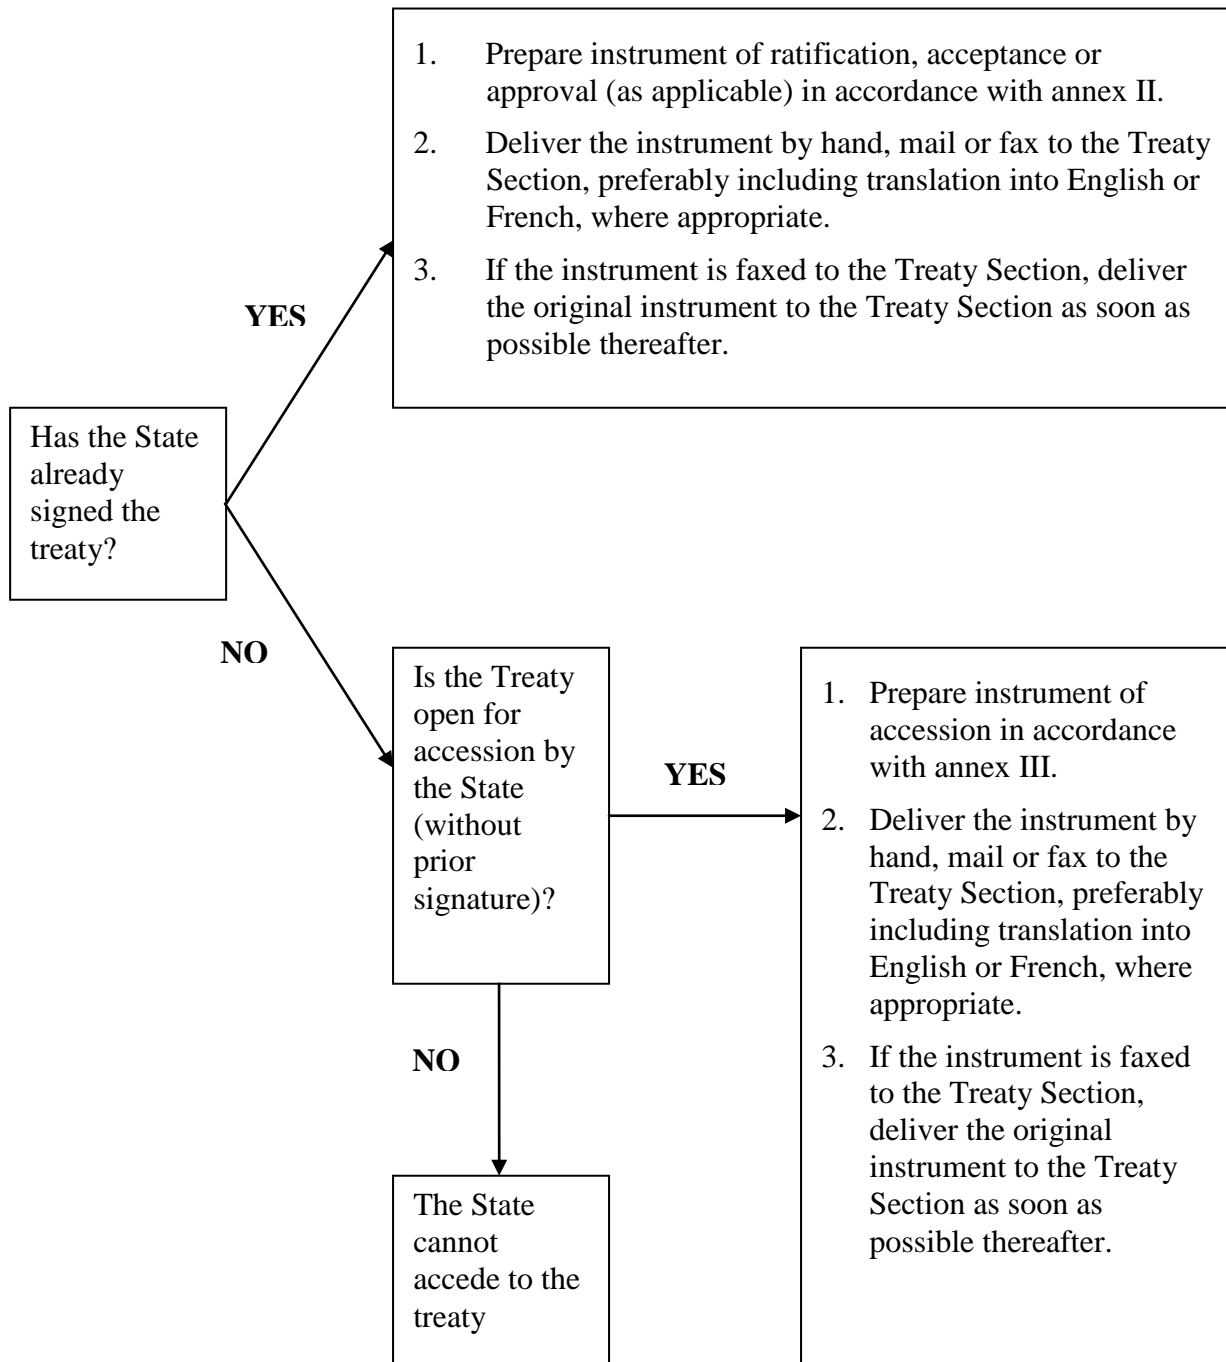 1. Prepare instrument of ratification, acceptance or
approval (as applicable) in accordance with annex II.
2. Deliver the instrument by hand, mail or fax to the Treaty
Section, preferably including translation into English or
French, where appropriate.
3. If the instrument is faxed to the Treaty Section, deliver
the original instrument to the Treaty Section as soon as
possible thereafter.
YES
Has the State
already
signed the
treaty?
NO
Is the Treaty
open for
accession by
the State
(without
prior
signature)?
YES
1. Prepare instrument of
accession in accordance
with annex III.
2. Deliver the instrument by
hand, mail or fax to the
Treaty Section, preferably
including translation into
English or French, where
appropriate.
3. If the instrument is faxed
to the Treaty Section,
deliver the original
instrument to the Treaty
Section as soon as
possible thereafter.
NO
The State
cannot
accede to the
treaty